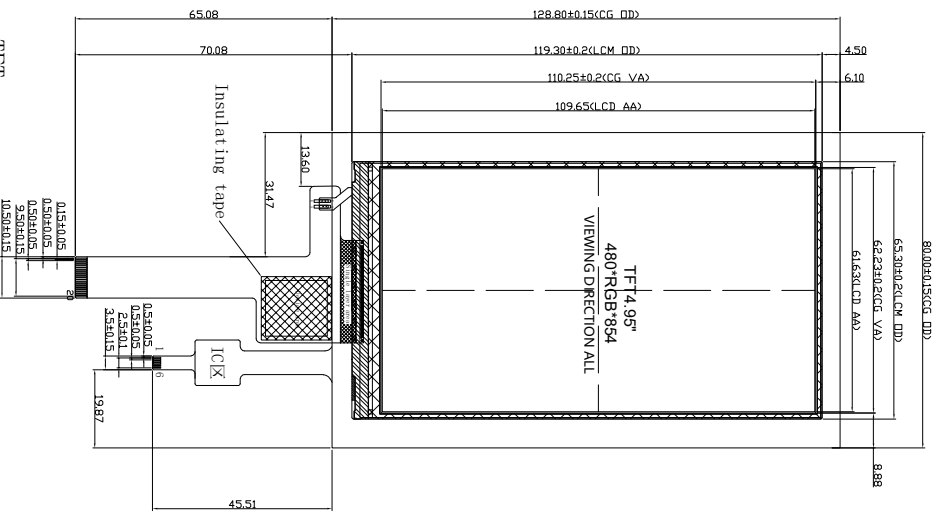 65.08
128.80±0.15(CG OD)
70.08
119.30±0.2(LCM OD)
4.50
110.25±0.2(CG VA)
6.10
109.65(LCD AA)
TFT
Insulating tape
13.60
31.47
TFT4.95"
480*RGB*854
VIEWING DIRECTION ALL
61.63(LCD AA)
62.23±0.2(CG VA)
65.30±0.2(LCM OD)
80.00±0.15(CG OD)
0.15±0.05
0.50±0.05
0.50±0.05
9.50±0.15
10.50±0.15
20
0.5±0.05
0.5±0.05
2.5±0.1
3.5±0.15
1
6
IC区
19.87
8.88
45.51